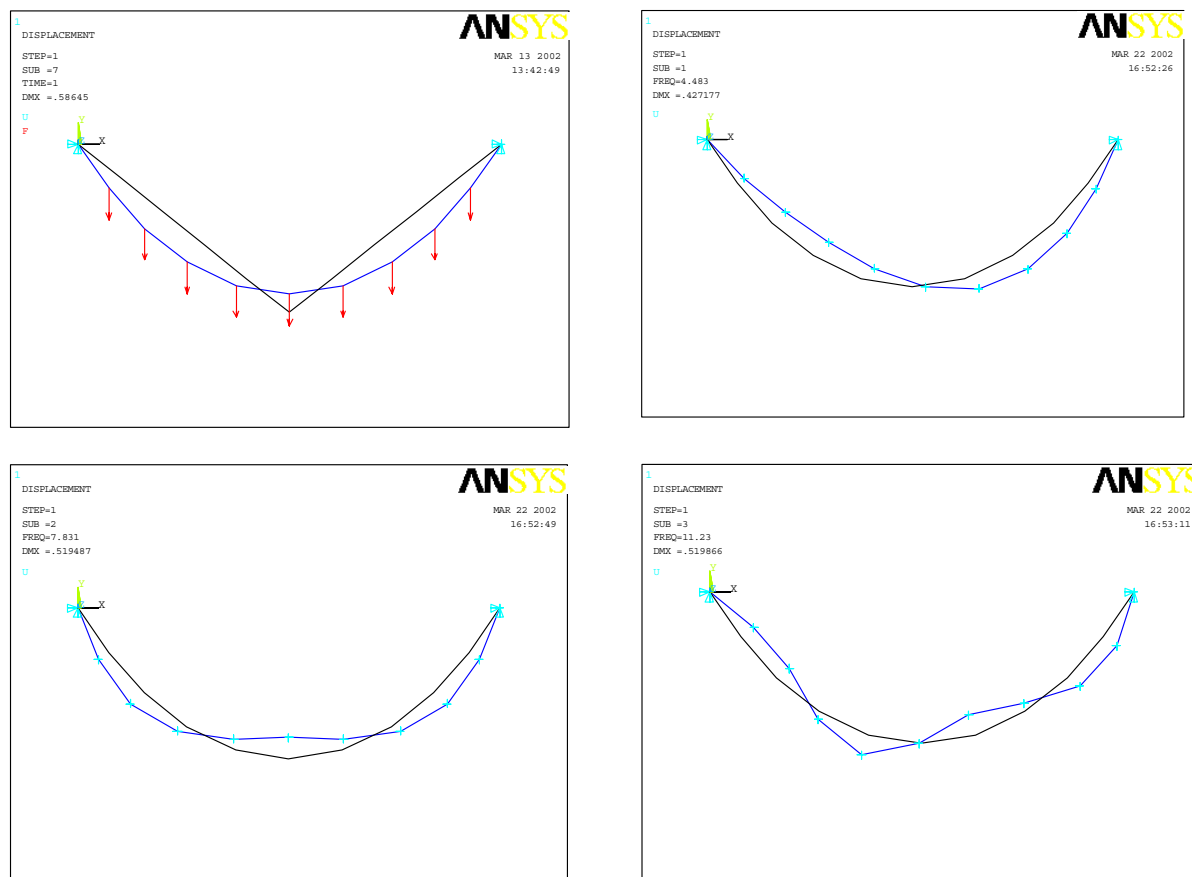 1
ANSYS
DISPLACEMENT
STEP=1
SUB =7
TIME=1
DMX =.58645
MAR 13 2002
13:42:49
U
F
Y
X
1
ANSYS
DISPLACEMENT
STEP=1
SUB =1
FREQ=4.483
DMX =.427177
MAR 22 2002
16:52:26
U
Y
X
1
ANSYS
DISPLACEMENT
STEP=1
SUB =2
FREQ=7.831
DMX =.519487
MAR 22 2002
16:52:49
U
Y
X
1
ANSYS
DISPLACEMENT
STEP=1
SUB =3
FREQ=11.23
DMX =.519866
MAR 22 2002
16:53:11
U
Y
X